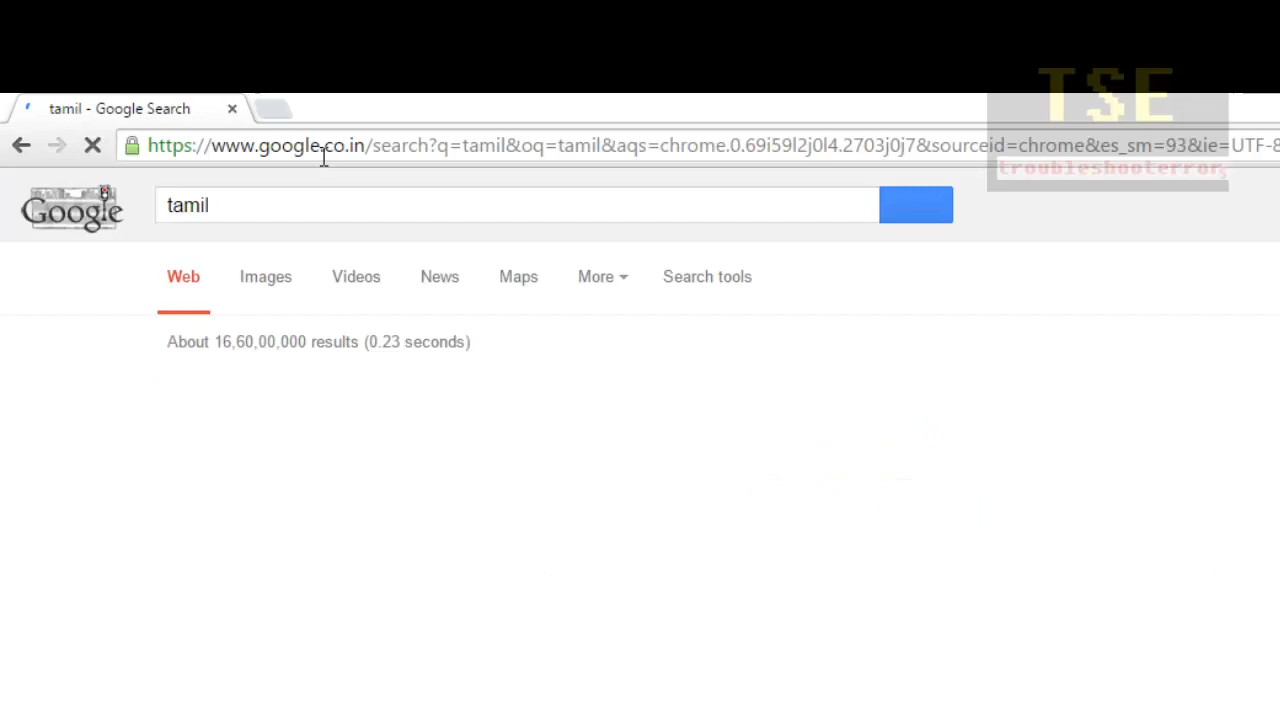 TSE
tamil - Google Search
https://www.google.co.in/search?q=tamil&oq=tamil&aqs=chrome.0.69i59l2j0l4.2703j0j7&sourceid=chrome&es_sm=93&ie=UTF-8
troubleshooterrors
Google
tamil
Web Images Videos News Maps More Search tools
About 16,60,00,000 results (0.23 seconds)